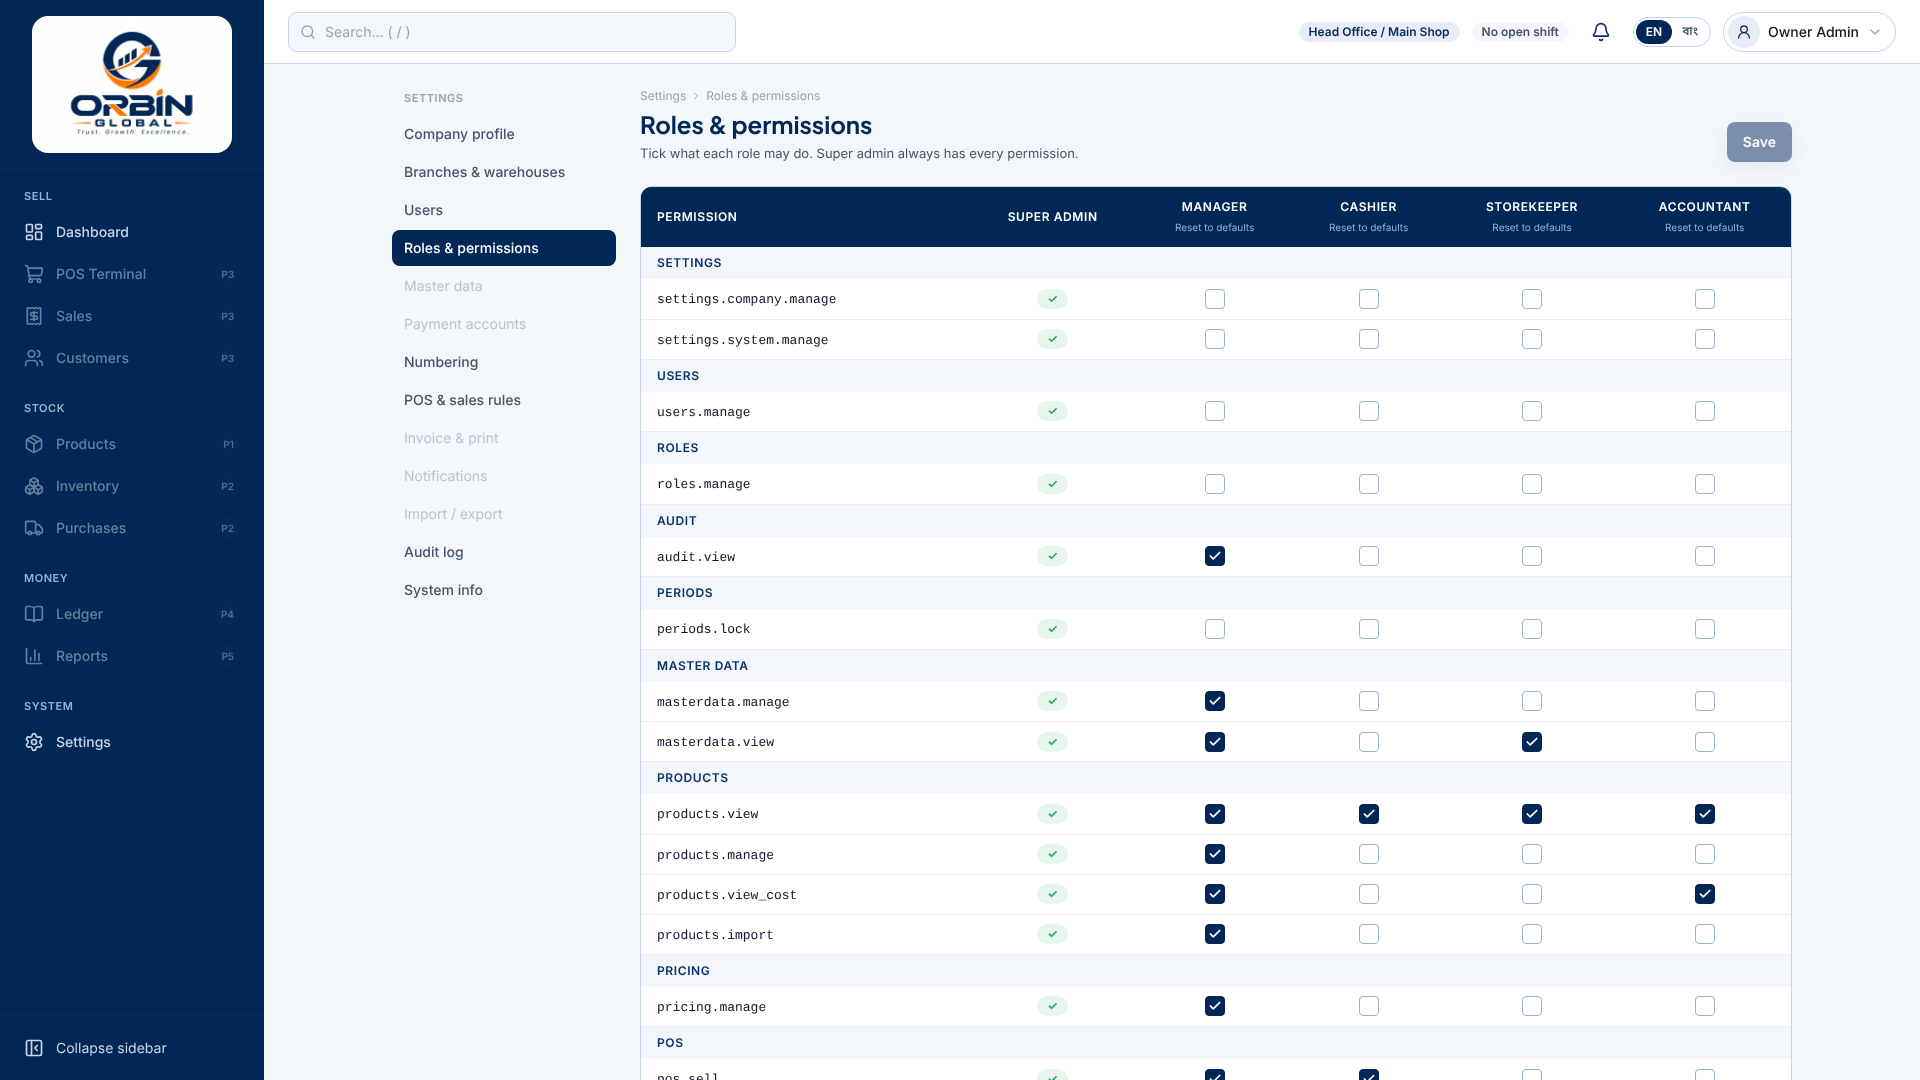 ORBIN
GLOBAL
Trust. Growth. Excellence.
SELL
Dashboard
POS Terminal P3
Sales P3
Customers P3
STOCK
Products P1
Inventory P2
Purchases P2
MONEY
Ledger P4
Reports P5
SYSTEM
Settings
Collapse sidebar
Search... ( / )
Head Office / Main Shop
No open shift
EN
বাং
Owner Admin
SETTINGS
Company profile
Branches & warehouses
Users
Roles & permissions
Master data
Payment accounts
Numbering
POS & sales rules
Invoice & print
Notifications
Import / export
Audit log
System info
Settings > Roles & permissions
Roles & permissions
Tick what each role may do. Super admin always has every permission.
Save
PERMISSION SUPER ADMIN MANAGER CASHIER STOREKEEPER ACCOUNTANT
Reset to defaults Reset to defaults Reset to defaults Reset to defaults
SETTINGS
settings.company.manage
settings.system.manage
USERS
users.manage
ROLES
roles.manage
AUDIT
audit.view
PERIODS
periods.lock
MASTER DATA
masterdata.manage
masterdata.view
PRODUCTS
products.view
products.manage
products.view_cost
products.import
PRICING
pricing.manage
POS
pos.sell